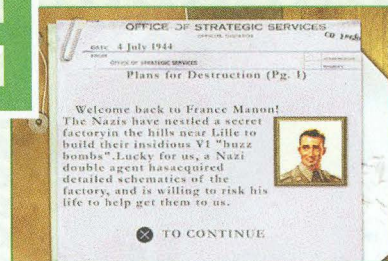 OFFICE OF STRATEGIC SERVICES
DATE 4 July 1944
OFFICE OF STRATEGIC SERVICES
Plans for Destruction (Pg. 1)
Welcome back to France Manon!
The Nazis have nestled a secret
factoryin the hills near Lille to
build their insidious V1 "buzz
bombs".Lucky for us, a Nazi
double agent hasacquired
detailed schematics of the
factory, and is willing to risk his
life to help get them to us.
TO CONTINUE